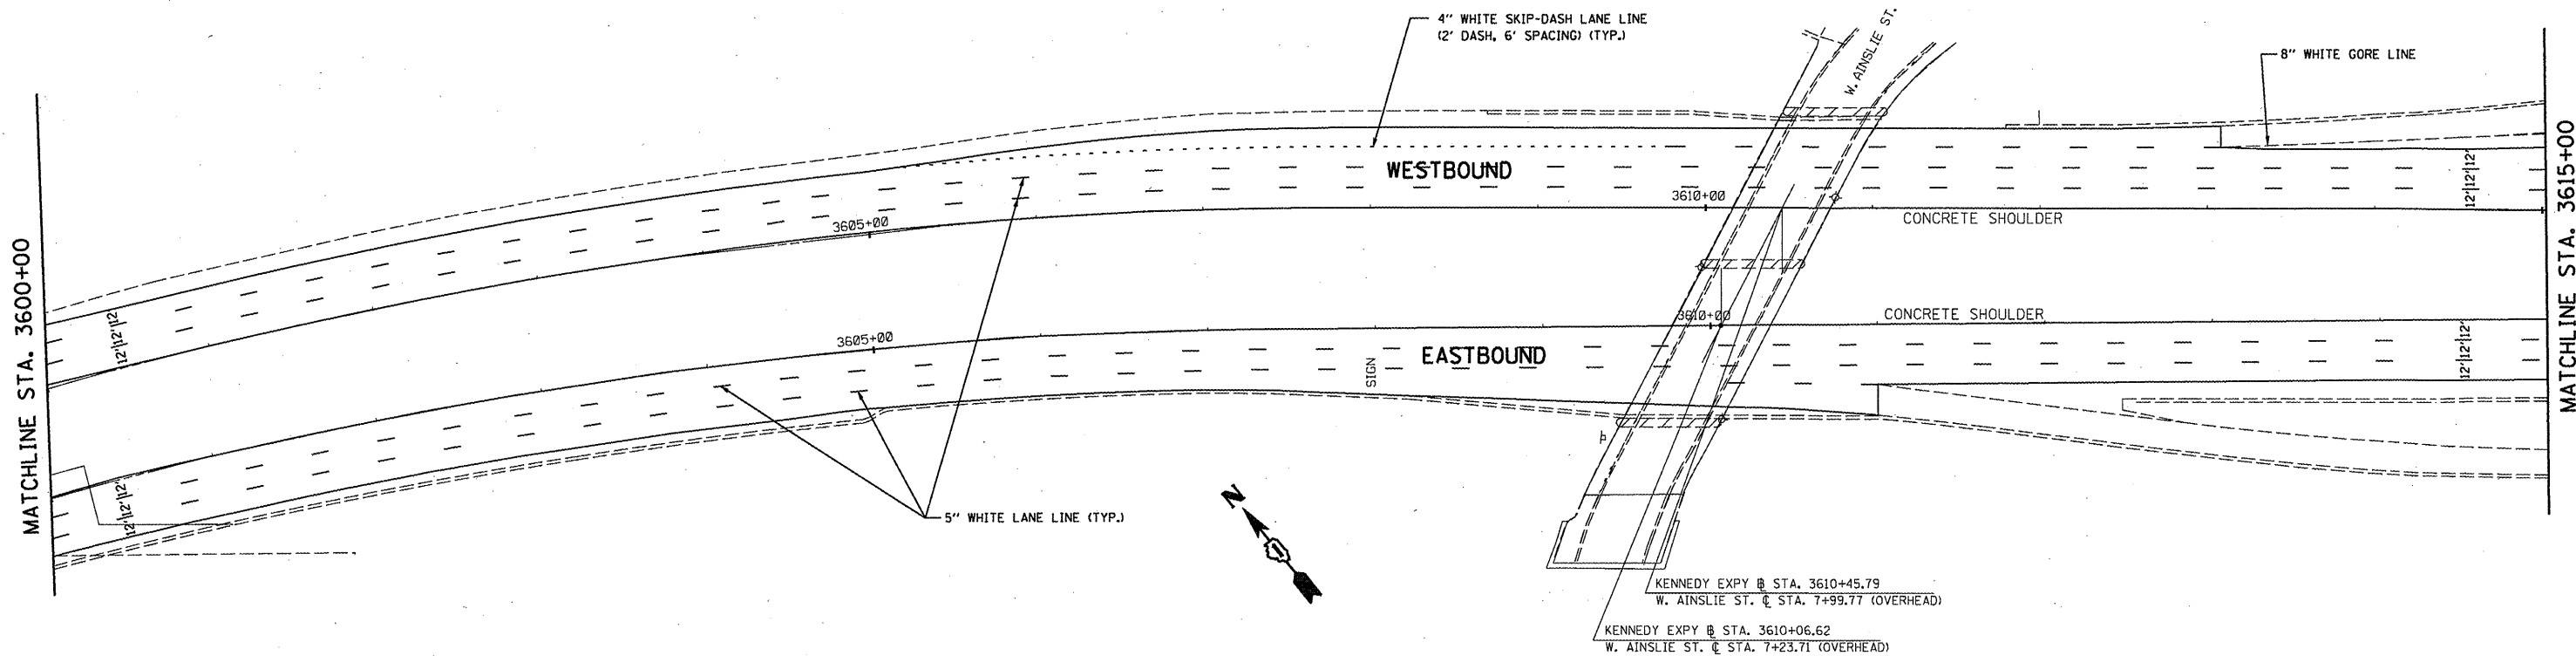 4" WHITE SKIP-DASH LANE LINE
(2' DASH, 6' SPACING) (TYP.)
W. AINSLIE ST.
8" WHITE GORE LINE
MATCHLINE STA. 3600+00
WESTBOUND
3605+00
3610+00
CONCRETE SHOULDER
12'|12'|12'
12'|12'|12'
MATCHLINE STA. 3615+00
3605+00
3610+00
CONCRETE SHOULDER
SIGN
EASTBOUND
12'|12'|12'
12'|12'|12'
5" WHITE LANE LINE (TYP.)
N
KENNEDY EXPY ⅊ STA. 3610+45.79
W. AINSLIE ST. ℄ STA. 7+99.77 (OVERHEAD)
KENNEDY EXPY ⅊ STA. 3610+06.62
W. AINSLIE ST. ℄ STA. 7+23.71 (OVERHEAD)